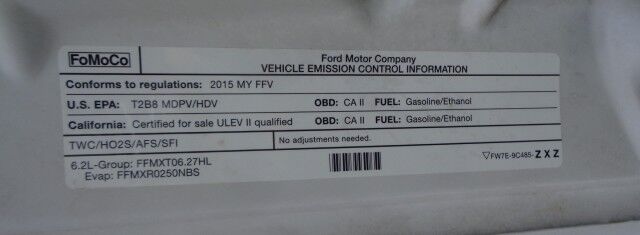 FoMoCo
Ford Motor Company
VEHICLE EMISSION CONTROL INFORMATION
Conforms to regulations: 2015 MY FFV
U.S. EPA: T2B8 MDPV/HDV OBD: CA II FUEL: Gasoline/Ethanol
California: Certified for sale ULEV II qualified OBD: CA II FUEL: Gasoline/Ethanol
TWC/HO2S/AFS/SFI
No adjustments needed.
6.2L-Group: FFMXT06.27HL
Evap: FFMXR0250NBS
▽FW7E-9C485-ZXZ